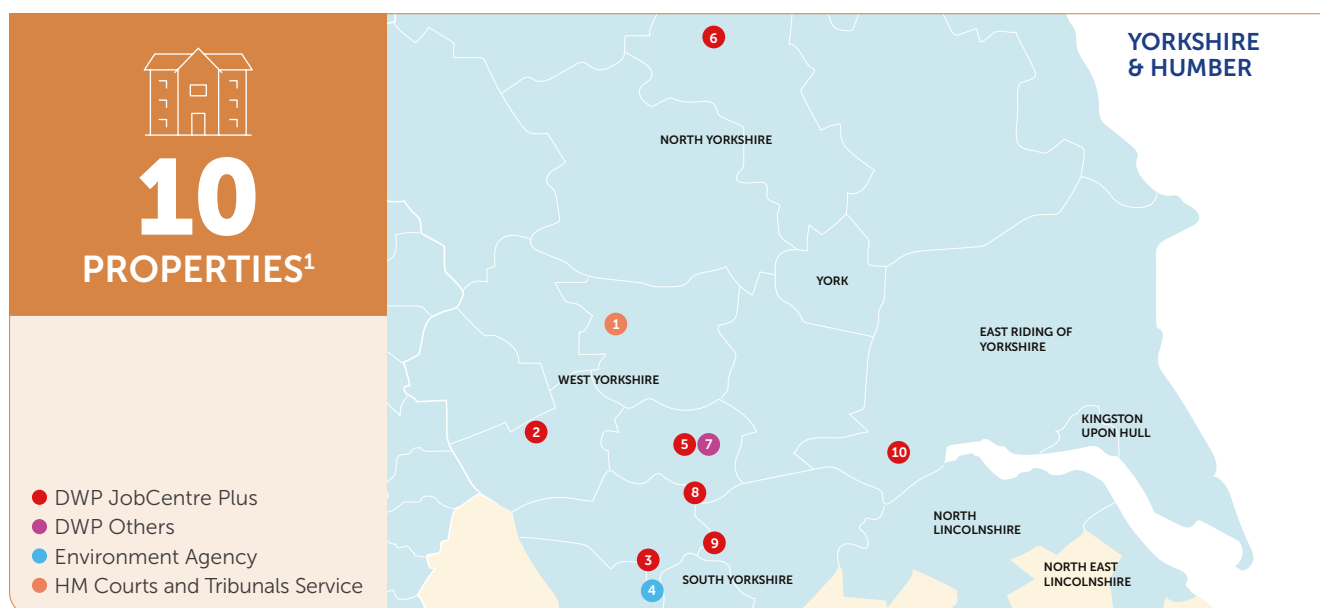 10
PROPERTIES¹
DWP JobCentre Plus
DWP Others
Environment Agency
HM Courts and Tribunals Service
YORKSHIRE
& HUMBER
6
NORTH YORKSHIRE
YORK
1
EAST RIDING OF
YORKSHIRE
WEST YORKSHIRE
2
5
7
10
KINGSTON
UPON HULL
8
NORTH
LINCOLNSHIRE
9
3
4
SOUTH YORKSHIRE
NORTH EAST
LINCOLNSHIRE